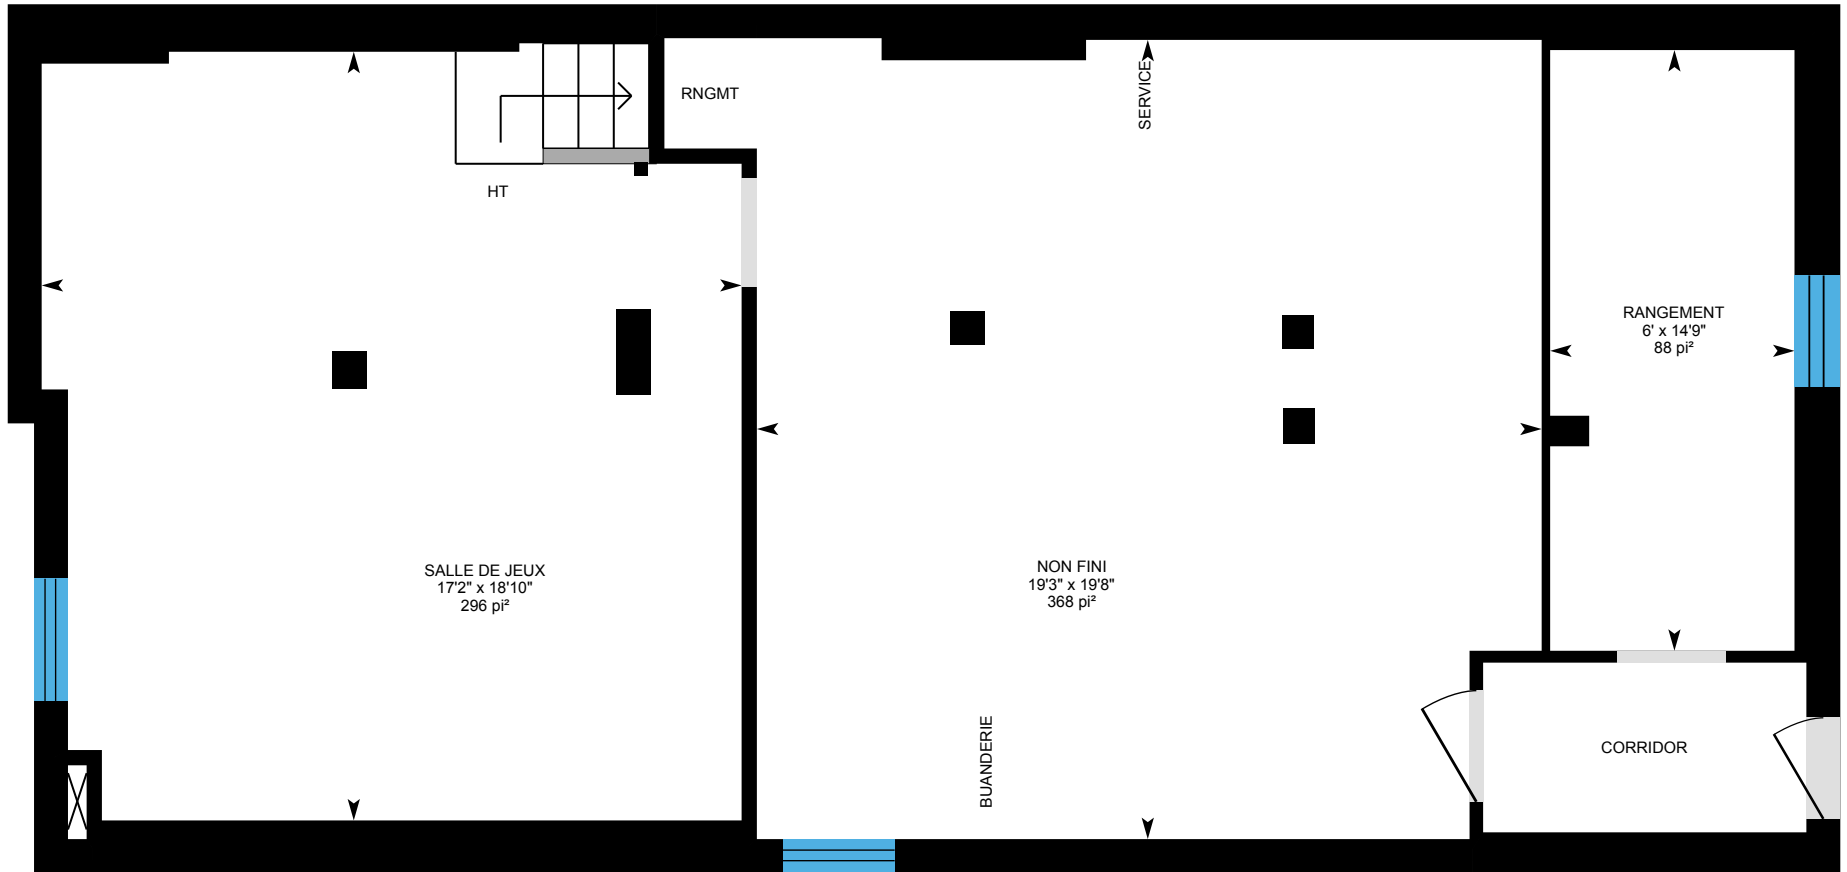 RNGMT
SERVICE
HT
RANGEMENT
6' x 14'9"
88 pi²
SALLE DE JEUX
17'2" x 18'10"
296 pi²
NON FINI
19'3" x 19'8"
368 pi²
BUANDERIE
CORRIDOR